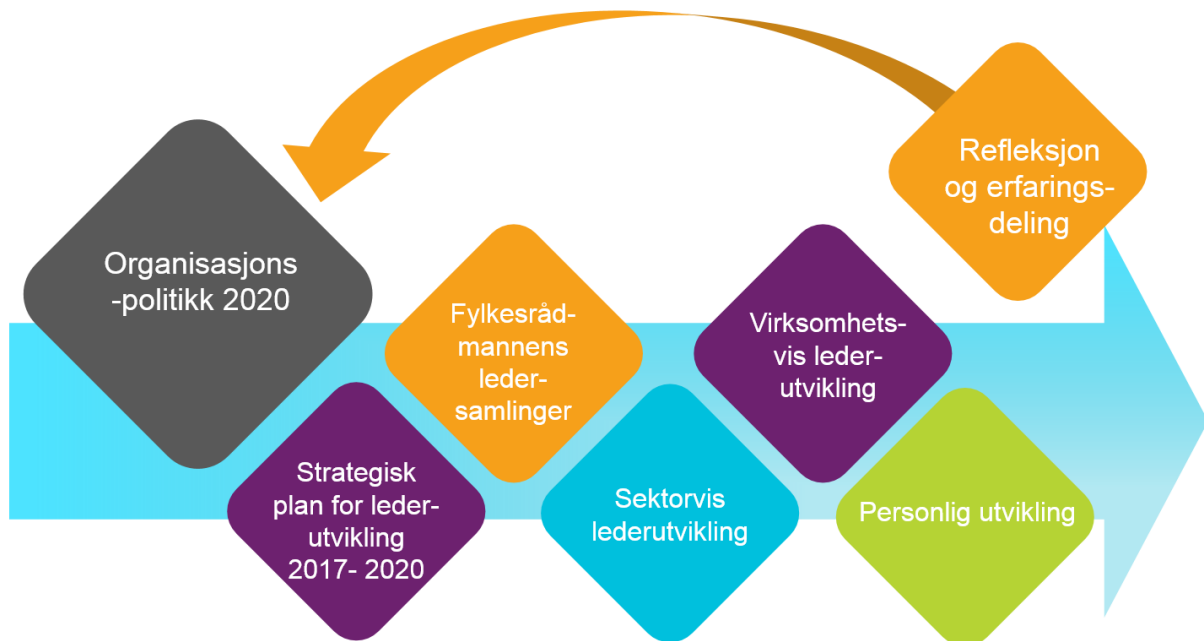 Organisasjons
-politikk 2020
Strategisk
plan for leder-
utvikling
2017- 2020
Fylkesråd-
mannens
leder-
samlinger
Sektorvis
lederutvikling
Virksomhets-
vis leder-
utvikling
Personlig utvikling
Refleksjon
og erfarings-
deling